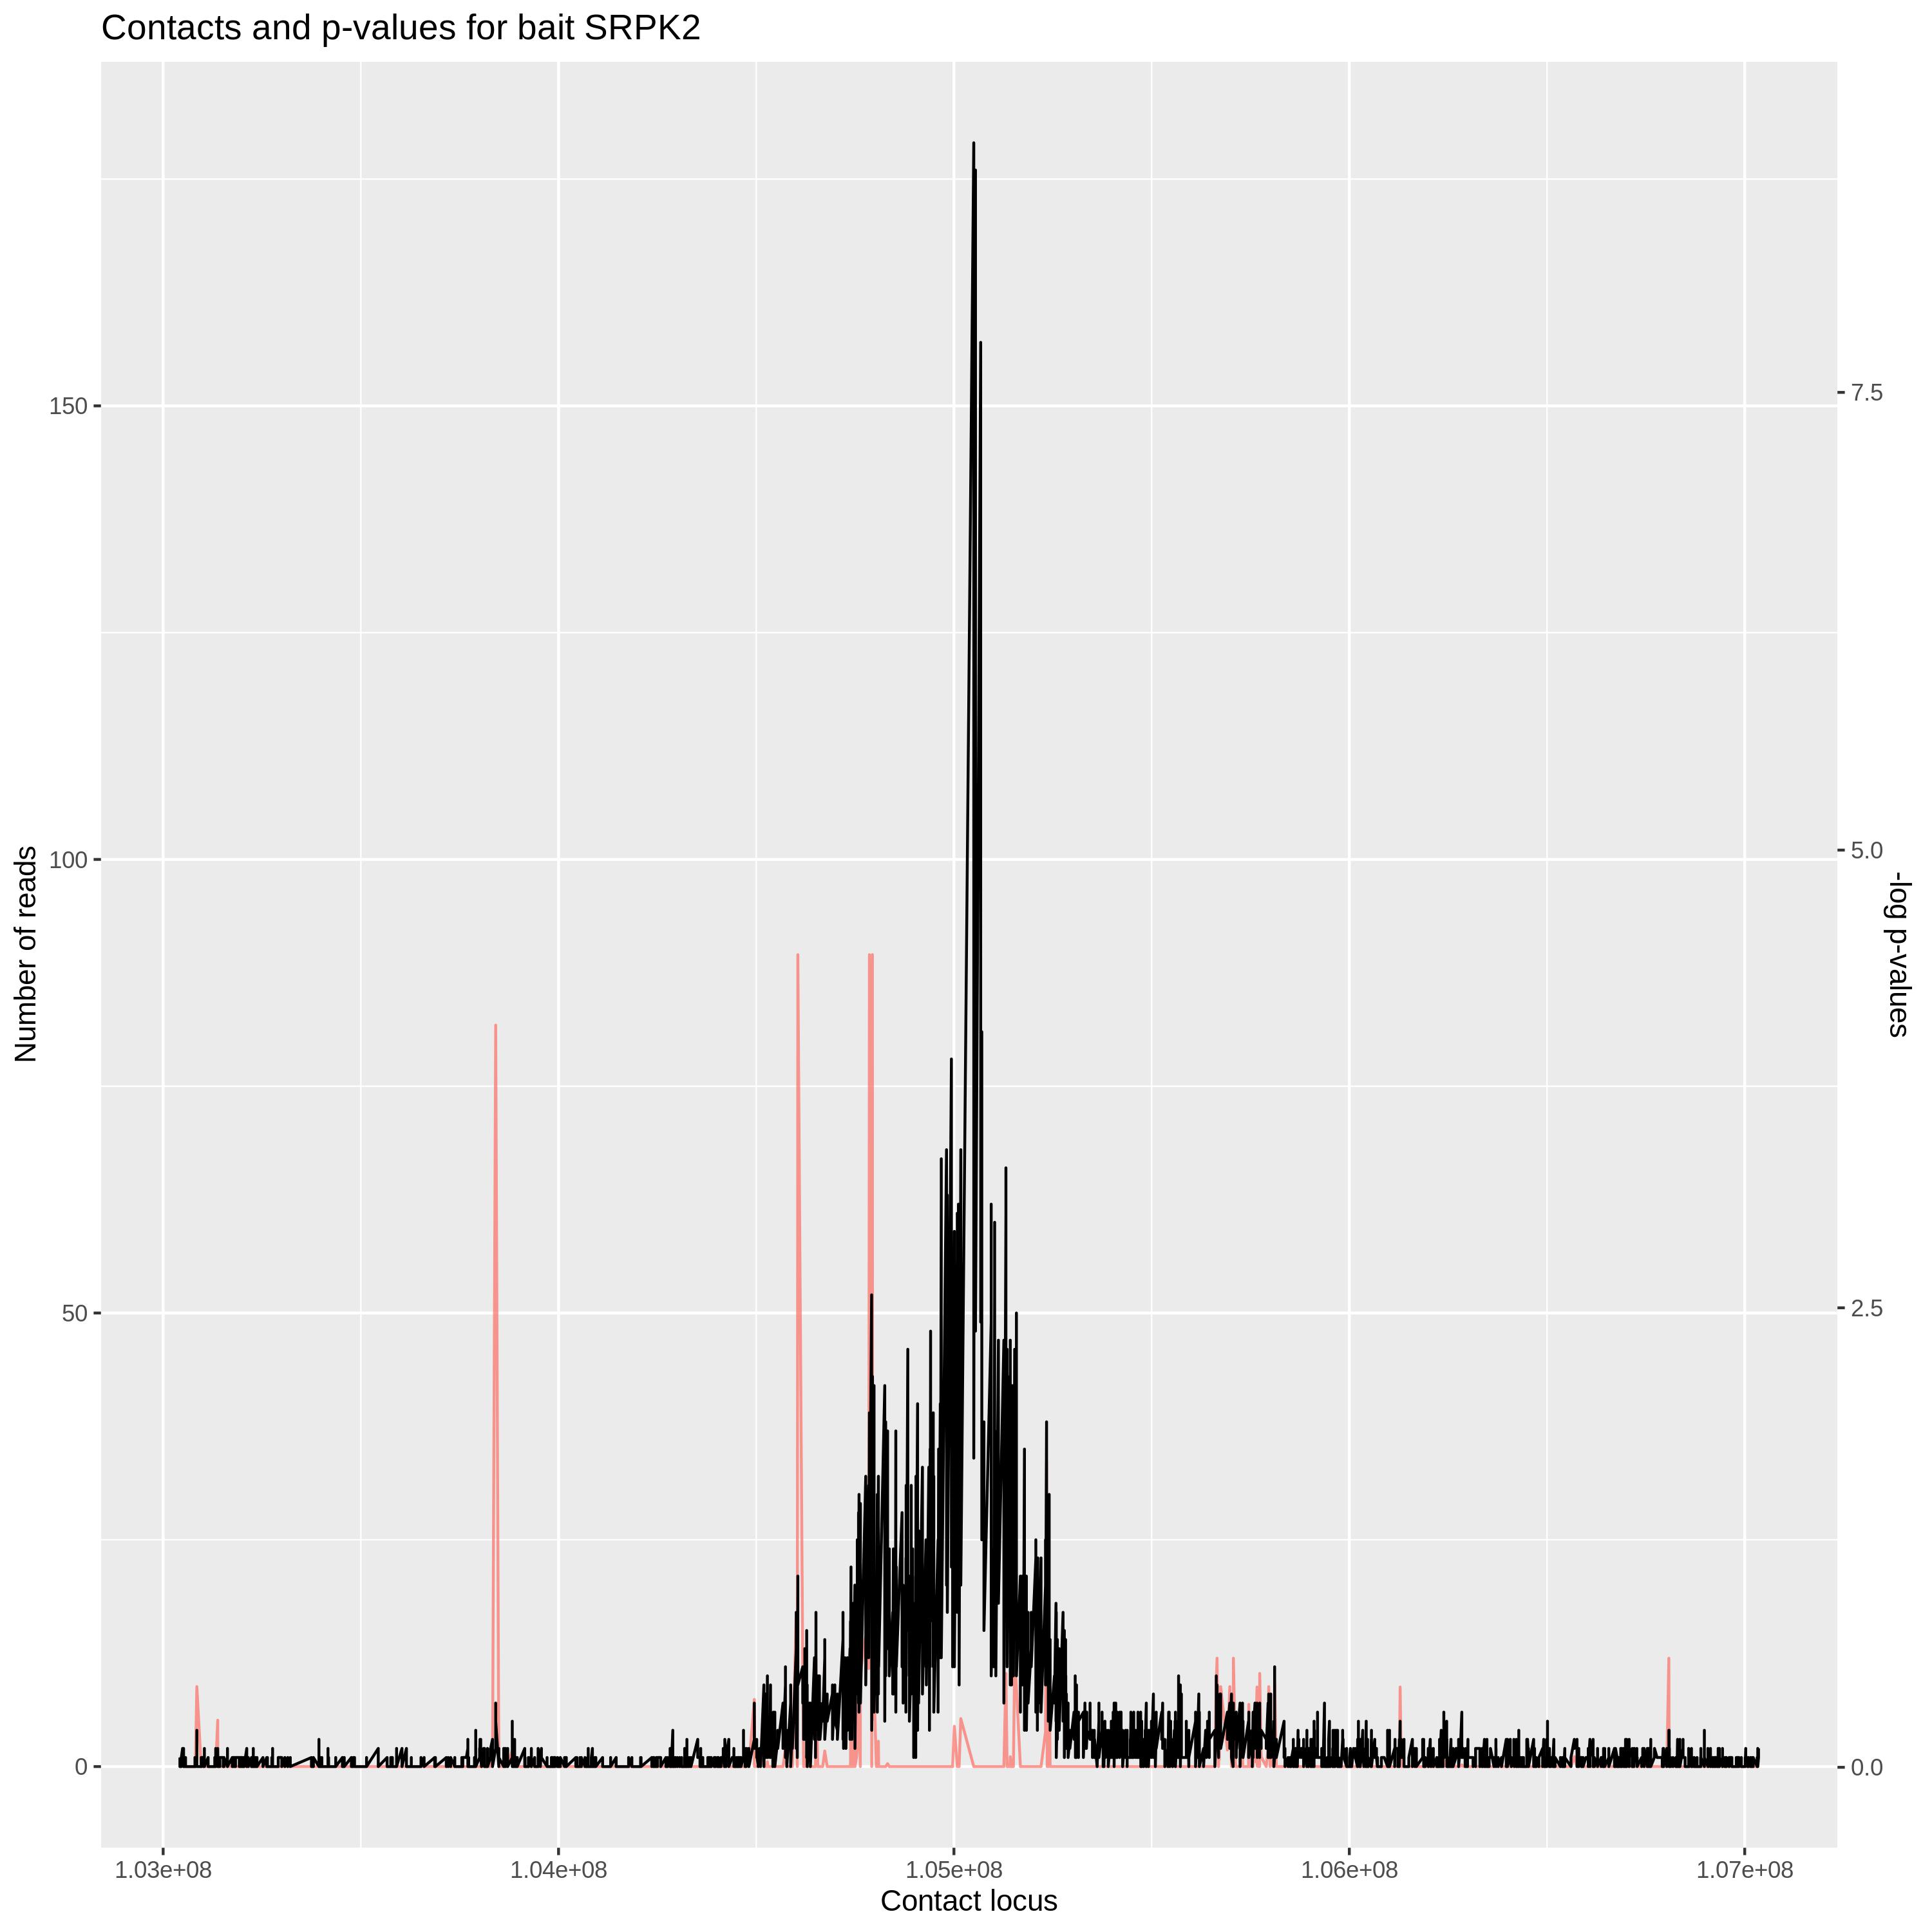 Contacts and p-values for bait SRPK2
Number of reads
150
100
50
0
7.5
5.0
2.5
0.0
-log p-values
1.03e+08
1.04e+08
1.05e+08
1.06e+08
1.07e+08
Contact locus